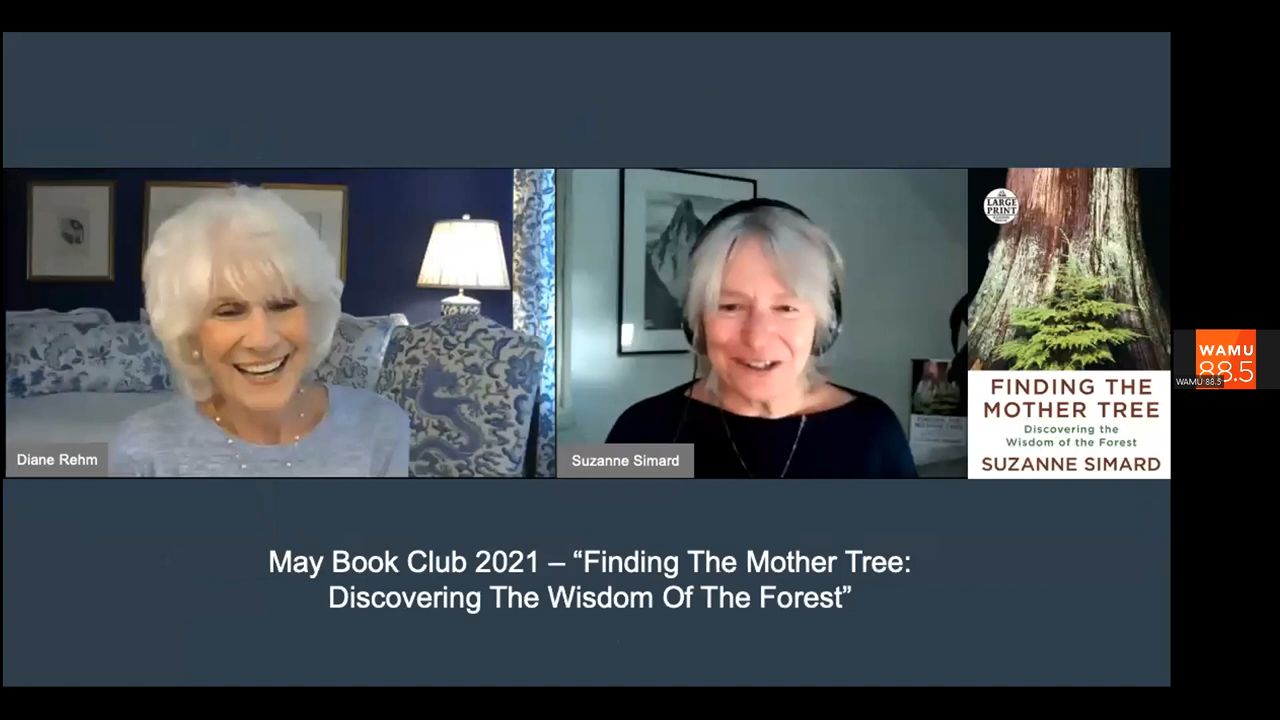 LARGE
PRINT
FINDING THE
MOTHER TREE
Discovering the
Wisdom of the Forest
SUZANNE SIMARD
Diane Rehm
Suzanne Simard
WAMU
88.5
WAMU 88.5
May Book Club 2021 – “Finding The Mother Tree:
Discovering The Wisdom Of The Forest”